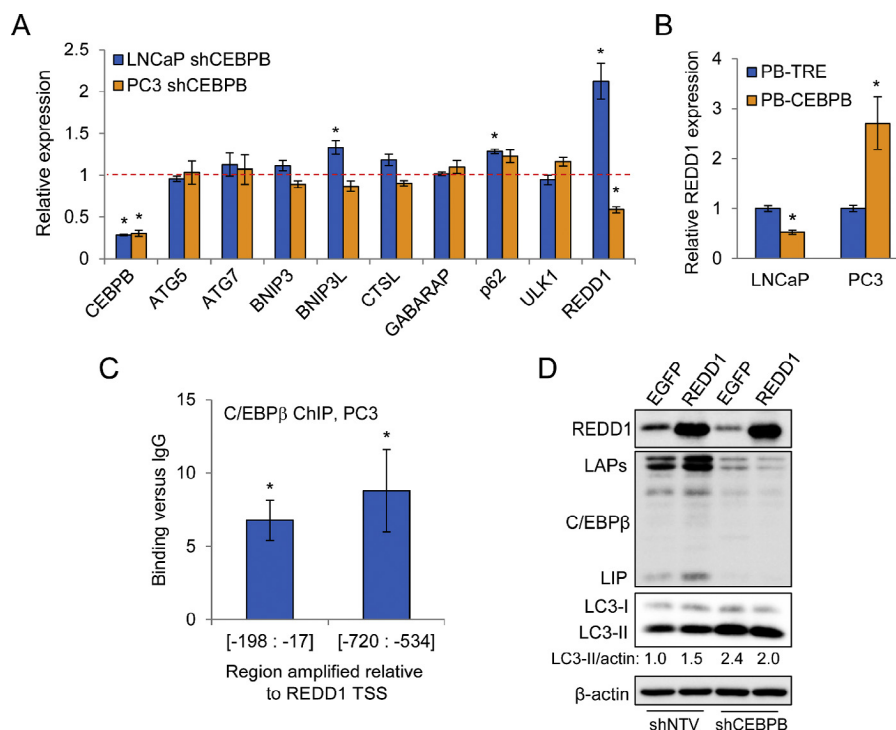 A
Relative expression
2.5
2
1.5
1
0.5
0
LNCaP shCEBPB
PC3 shCEBPB
* * * * * *
CEBPB
ATG5
ATG7
BNIP3
BNIP3L
CTSL
GABARAP
p62
ULK1
REDD1
B
Relative REDD1 expression
4
3
2
1
0
PB-TRE
PB-CEBPB
* *
LNCaP PC3
C
Binding versus IgG
15
10
5
0
C/EBPβ ChIP, PC3
* *
[-198 : -17] [-720 : -534]
Region amplified relative
to REDD1 TSS
D
EGFP REDD1 EGFP REDD1
REDD1
LAPs
C/EBPβ
LIP
LC3-I
LC3-II
LC3-II/actin: 1.0 1.5 2.4 2.0
β-actin
shNTV shCEBPB